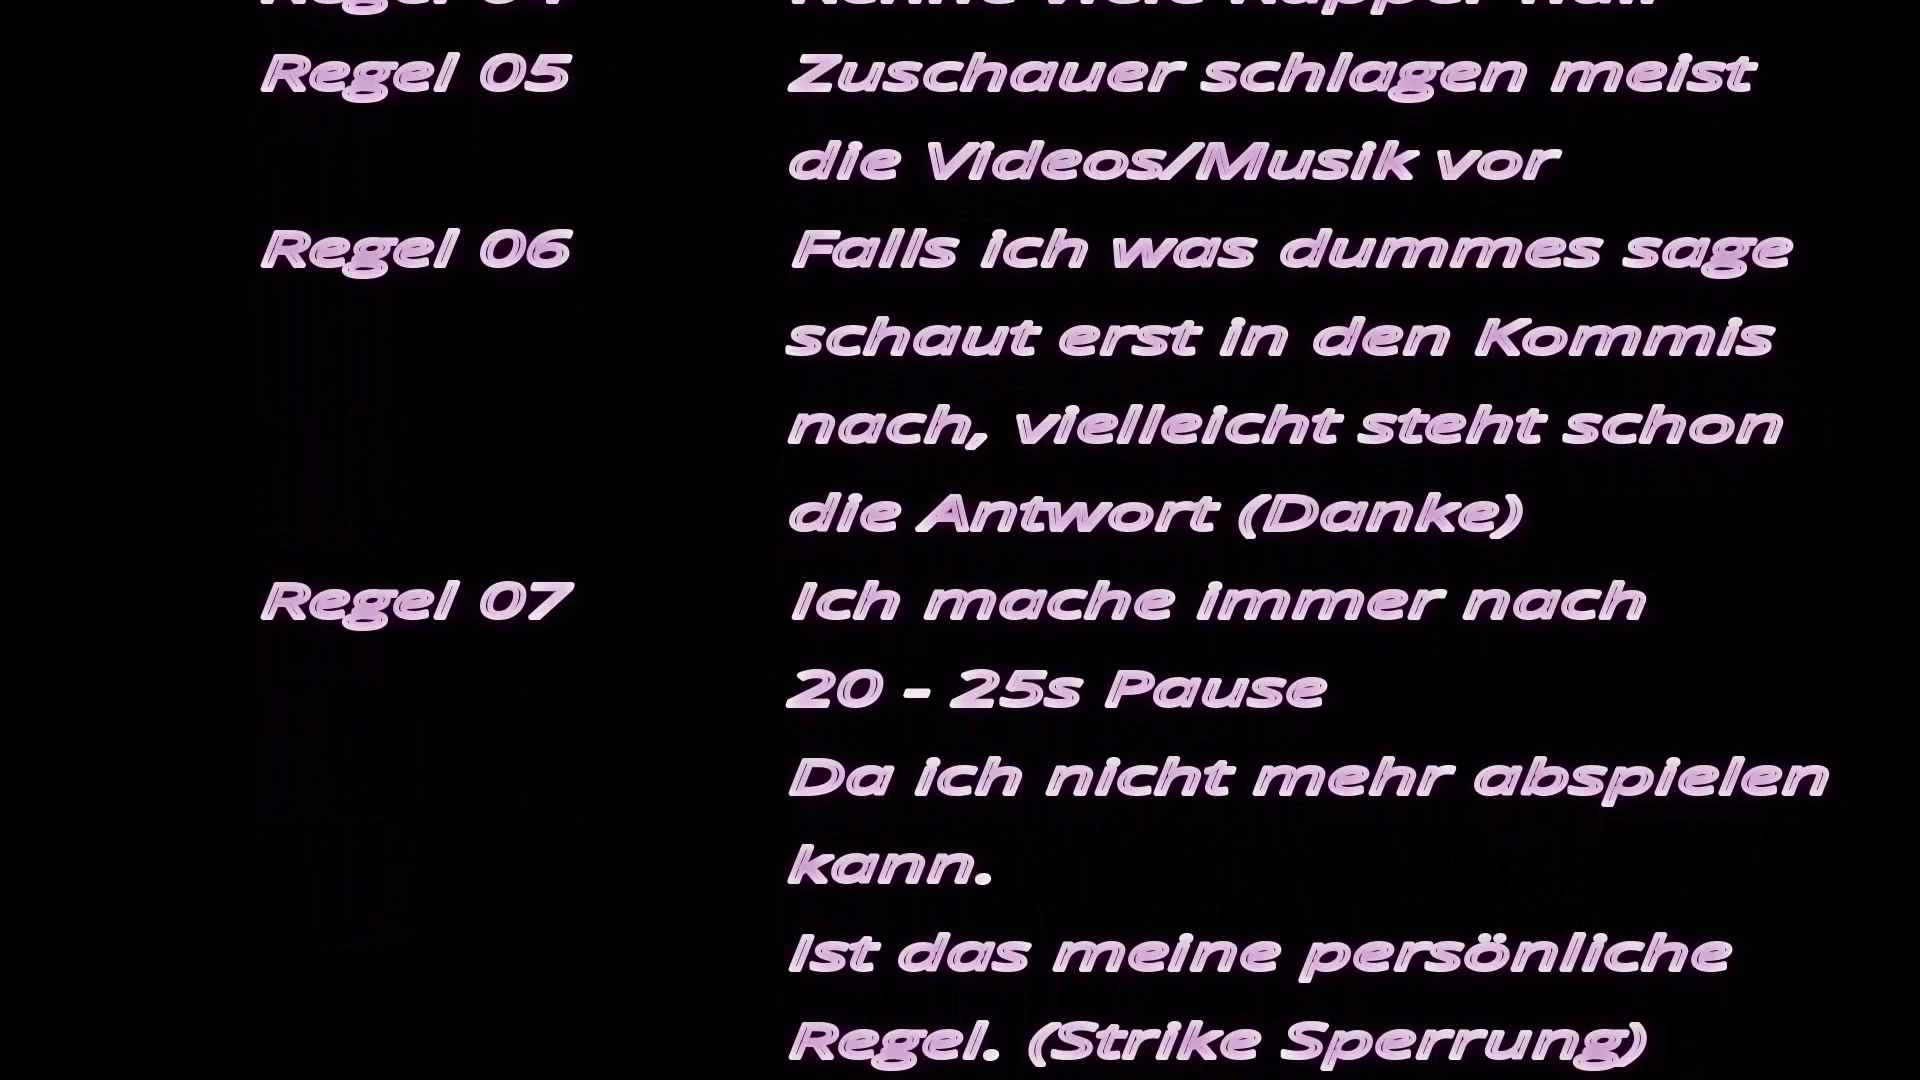 Regel 05 Zuschauer schlagen meist
die Videos/Musik vor
Regel 06 Falls ich was dummes sage
schaut erst in den Kommis
nach, vielleicht steht schon
die Antwort (Danke)
Regel 07 Ich mache immer nach
20 - 25s Pause
Da ich nicht mehr abspielen
kann.
Ist das meine persönliche
Regel. (Strike Sperrung)